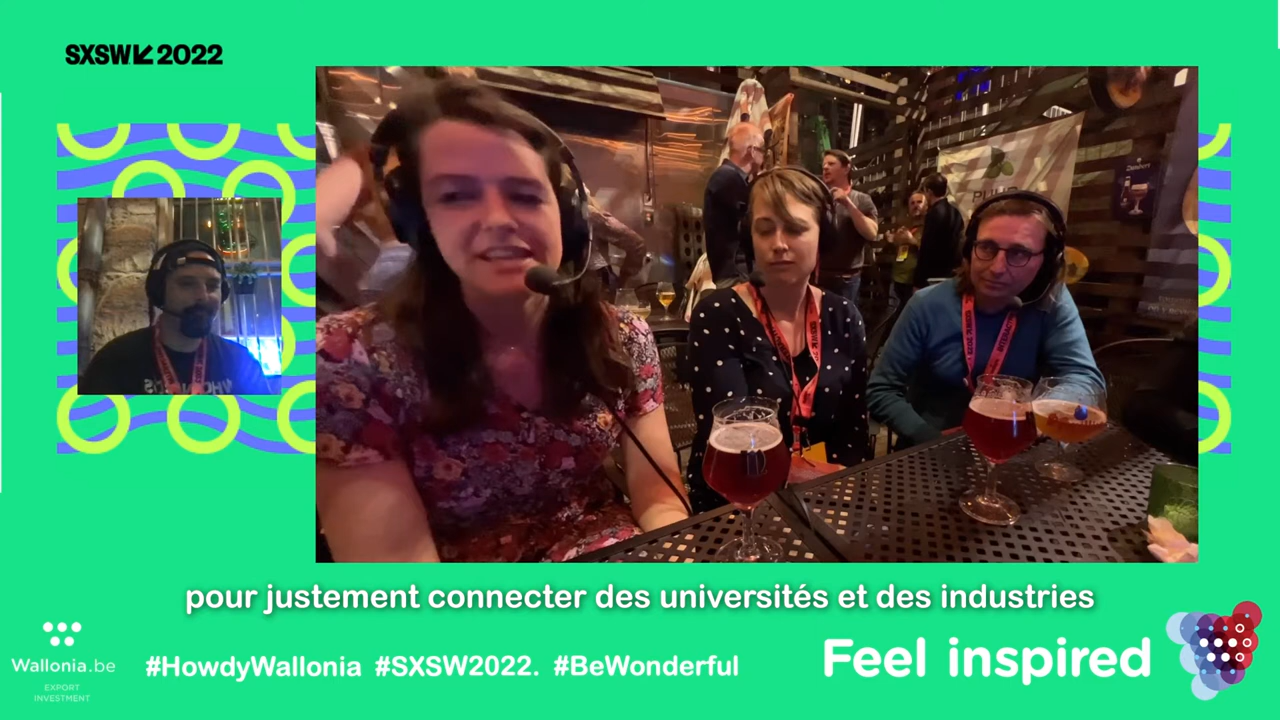 SXSW 2022
pour justement connecter des universités et des industries
Wallonia.be
EXPORT
INVESTMENT
#HowdyWallonia #SXSW2022. #BeWonderful
Feel inspired